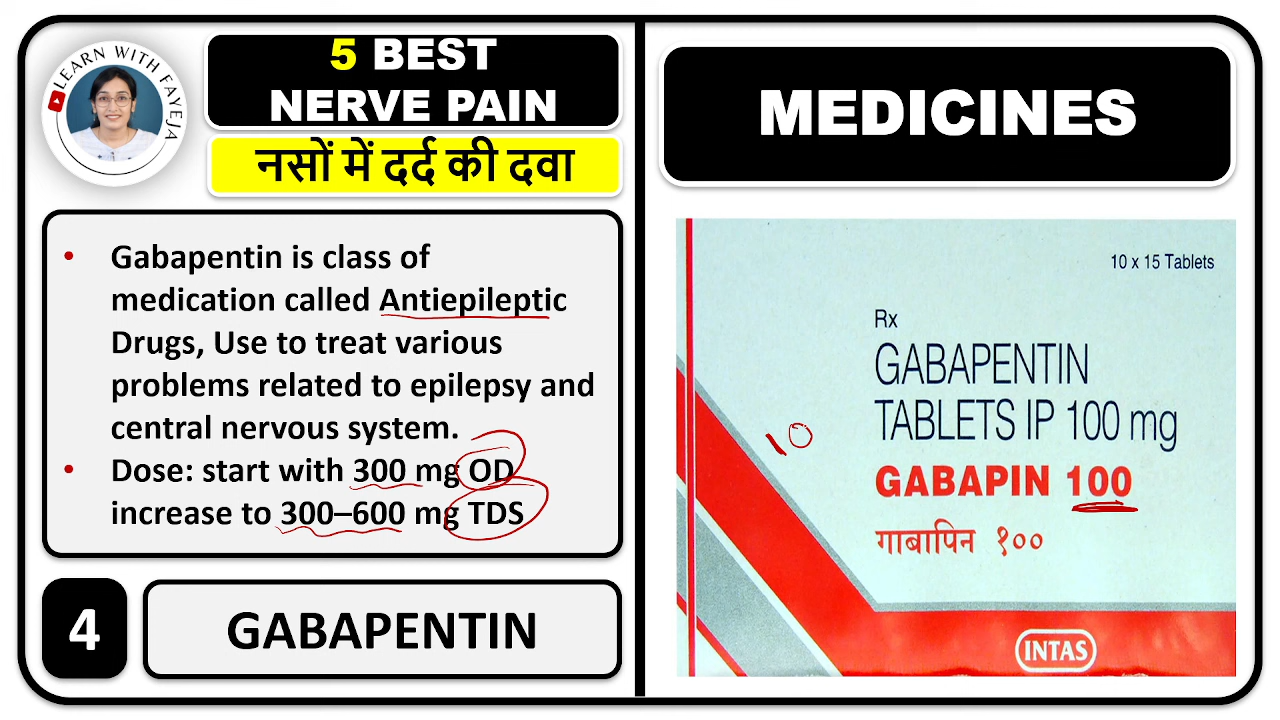 LEARN WITH FAYEJA
5 BEST
NERVE PAIN
नसों में दर्द की दवा
• Gabapentin is class of
medication called Antiepileptic
Drugs, Use to treat various
problems related to epilepsy and
central nervous system.
• Dose: start with 300 mg OD
increase to 300–600 mg TDS
4
GABAPENTIN
MEDICINES
10 x 15 Tablets
Rx
GABAPENTIN
TABLETS IP 100 mg
10
GABAPIN 100
गाबापिन १००
INTAS